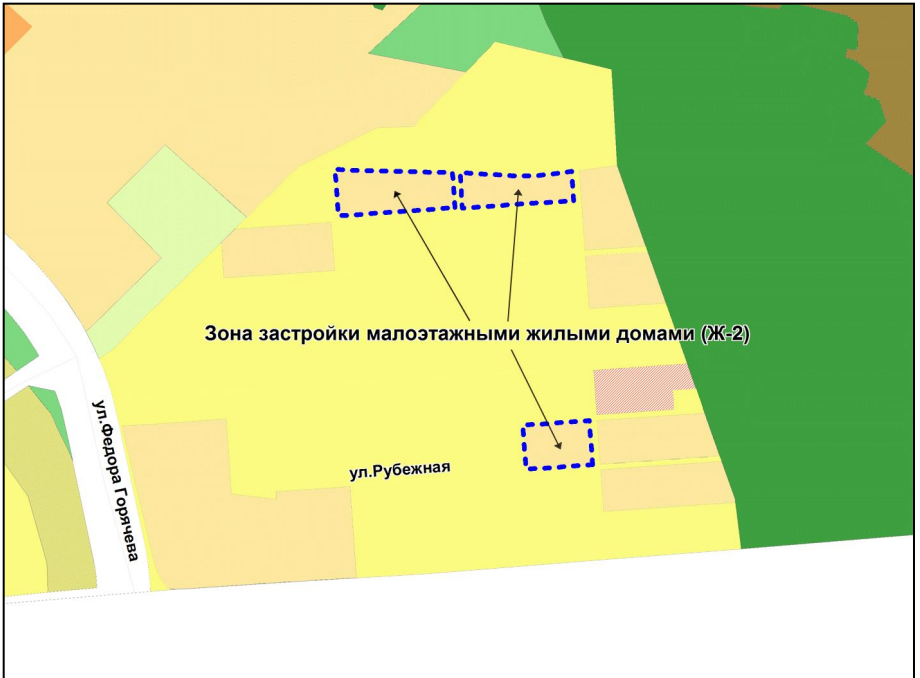 Зона застройки малоэтажными жилыми домами (Ж-2)
ул.Федора Горячева
ул.Рубежная